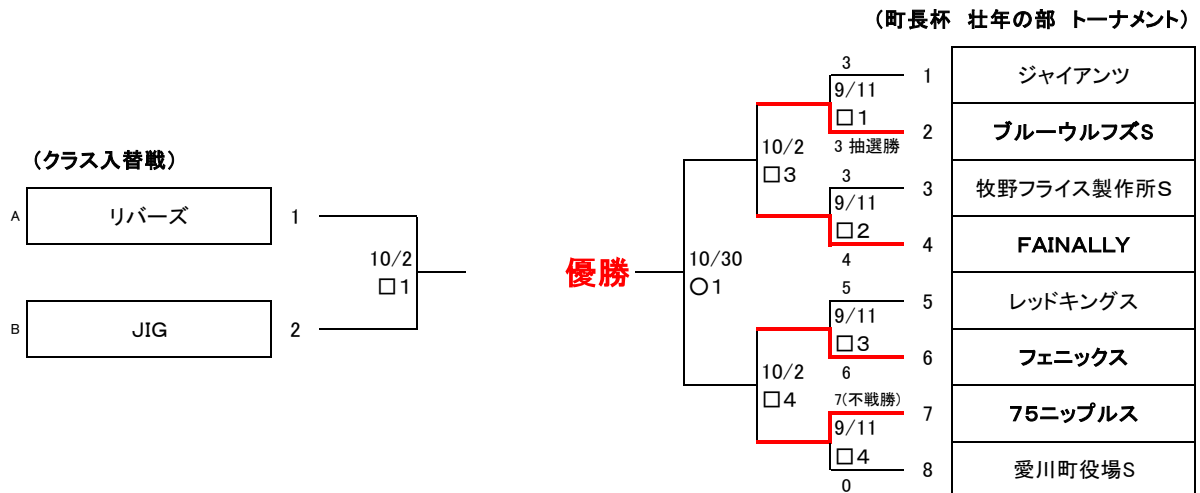 （町長杯　壮年の部　トーナメント）
3
1 ジャイアンツ
9/11
□1
2 ブルーウルフズS
3 抽選勝
10/2
□3
3
3 牧野フライス製作所S
9/11
□2
4 FAINALLY
4
（クラス入替戦）
A リバーズ 1
10/2
□1
B JIG 2
優勝
10/30
○1
5
5 レッドキングス
9/11
□3
6 フェニックス
6
10/2
□4
7(不戦勝)
7 75ニップルス
9/11
□4
8 愛川町役場S
0